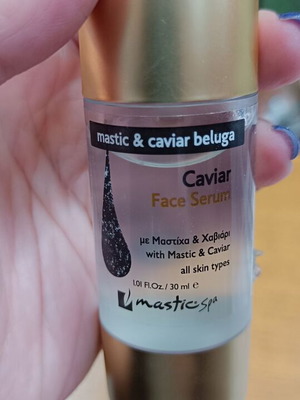 mastic & caviar beluga
Caviar
Face Serum
με Μαστίχα & Χαβιάρι
with Mastic & Caviar
all skin types
1.01 Fl.Oz./ 30 ml ℮
mastic spa